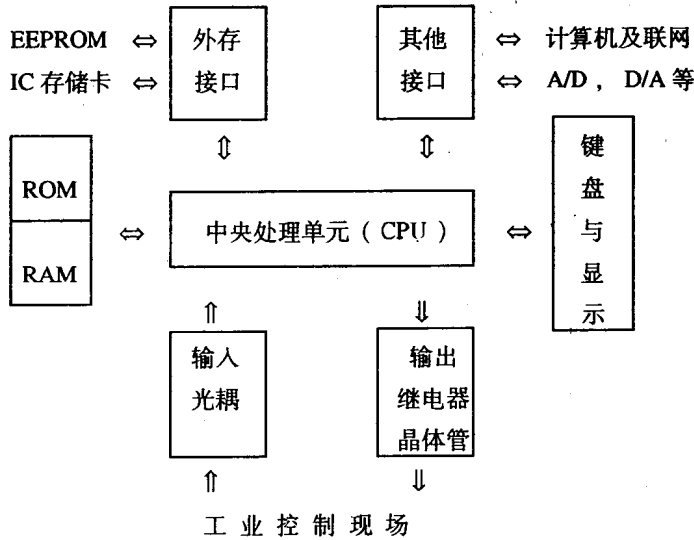 EEPROM ⇔ 外存 其他 ⇔ 计算机及联网
IC 存储卡 ⇔ 接口 接口 ⇔ A/D ， D/A 等
⇕ ⇕
ROM
RAM
⇔ 中央处理单元 ( CPU ) ⇔
键
盘
与
显
示
⇑ ⇓
输入
光耦
输出
继电器
晶体管
⇑ ⇓
工 业 控 制 现 场